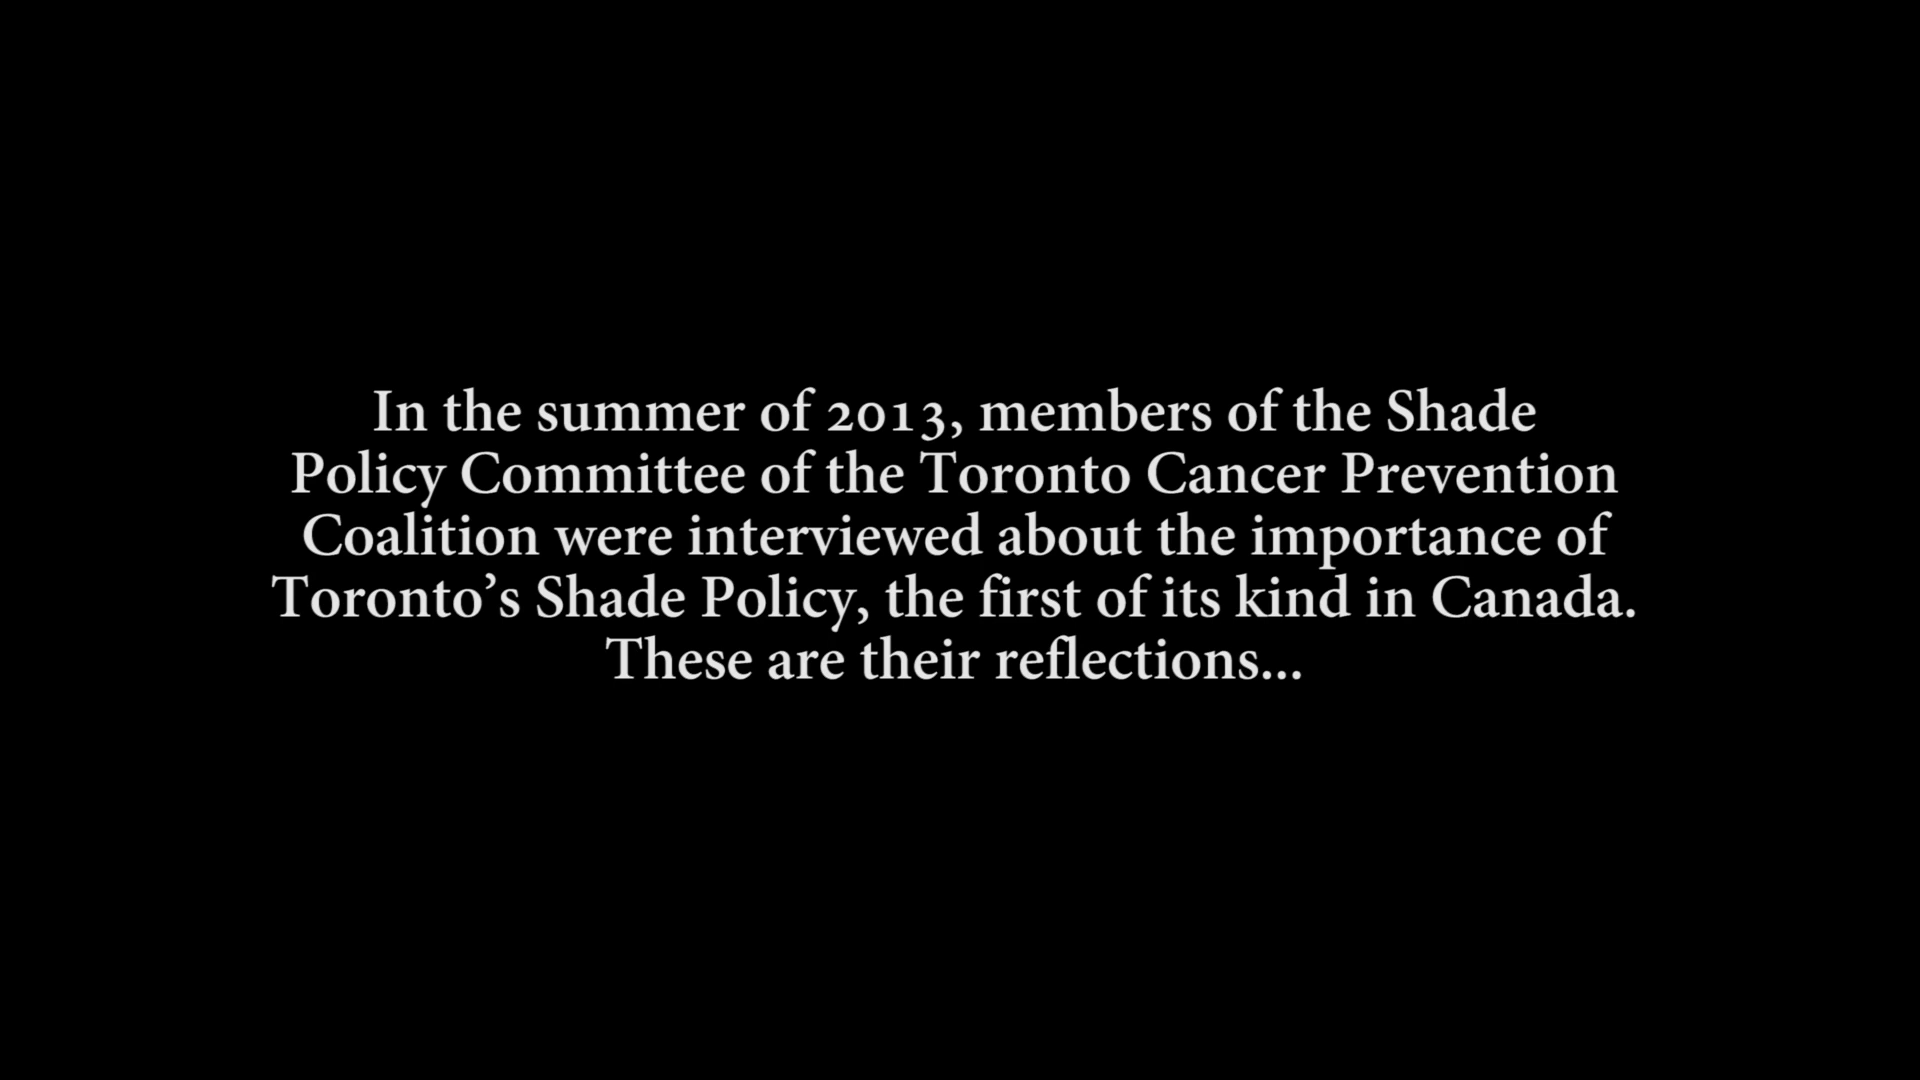 In the summer of 2013, members of the Shade
Policy Committee of the Toronto Cancer Prevention
Coalition were interviewed about the importance of
Toronto’s Shade Policy, the first of its kind in Canada.
These are their reflections...